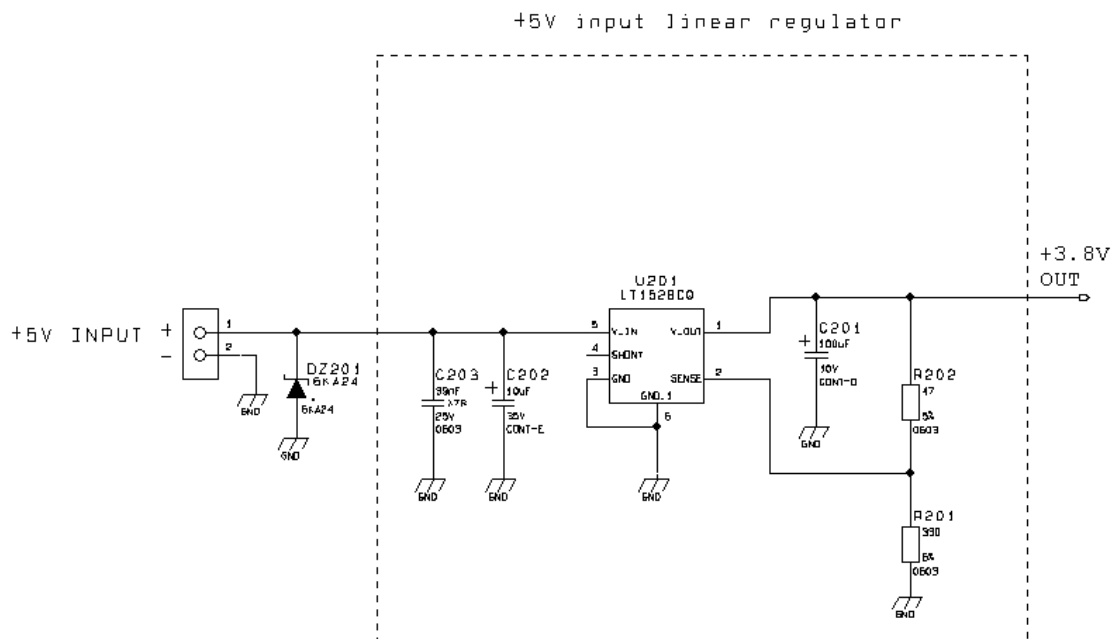 +5V input linear regulator
+3.8V
OUT
U201
LT1528CQ
+5V INPUT
+
-
1
2
GND
DZ201
GND
C203
X7R
25V
0603
GND
+
C202
10uF
35V
CONT-E
GND
5
V_IN
V_OUT
1
4
SHDNT
3
GND
SENSE
2
GND_1
6
GND
+
C201
100uF
10V
CONT-D
GND
R202
47
5%
0603
R201
390
5%
0603
GND